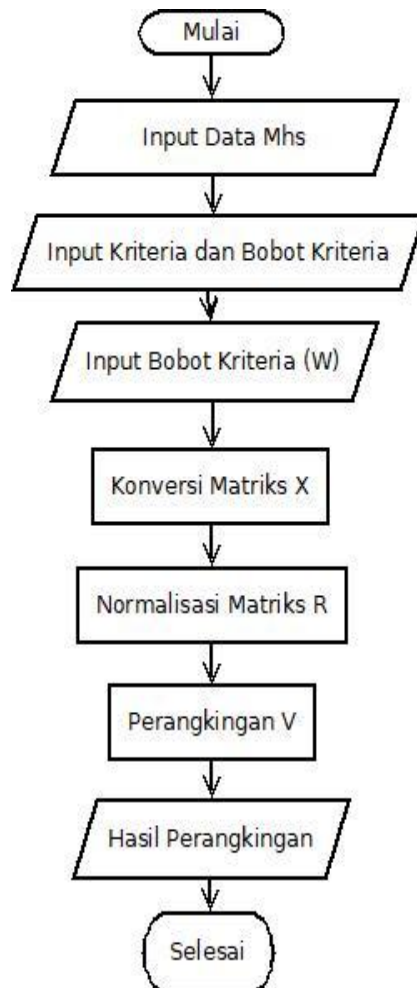 Mulai
Input Data Mhs
Input Kriteria dan Bobot Kriteria
Input Bobot Kriteria (W)
Konversi Matriks X
Normalisasi Matriks R
Perangkingan V
Hasil Perangkingan
Selesai